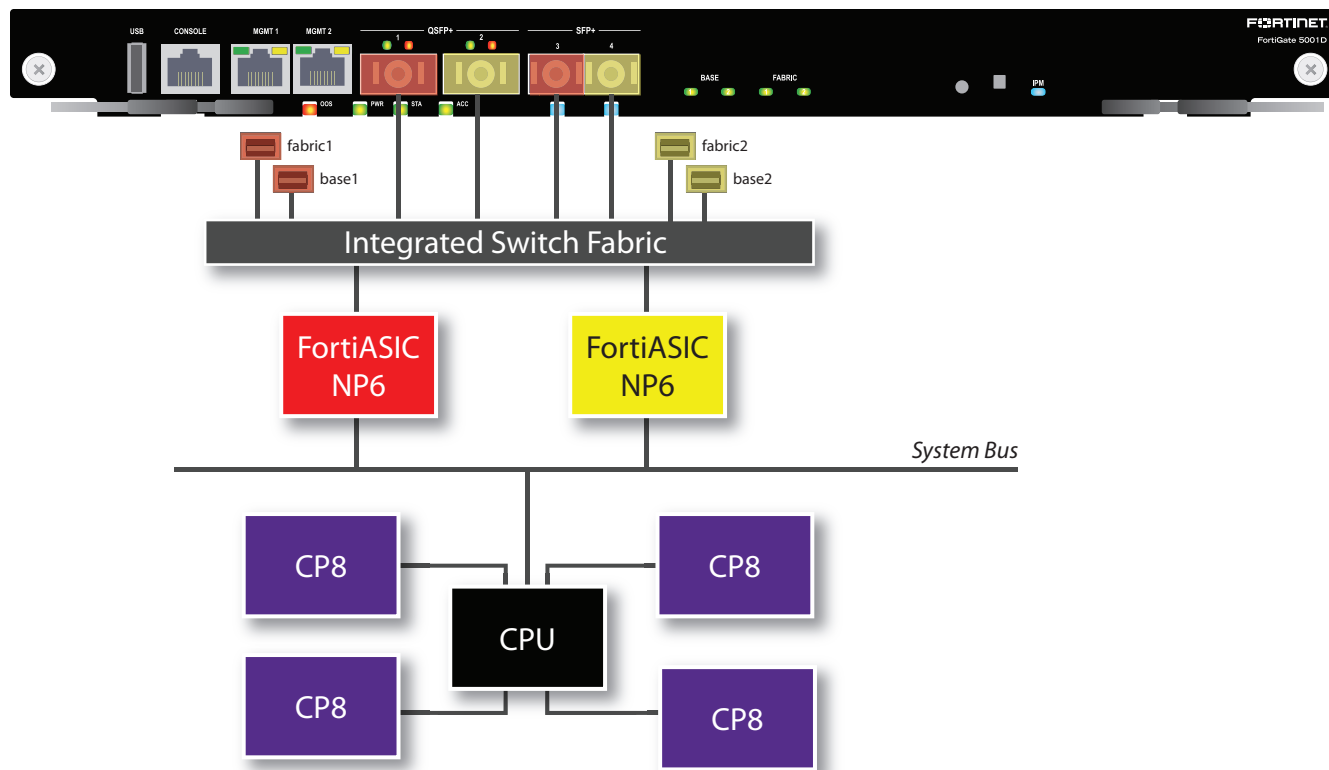 FORTINET
FortiGate 5001D
USB
CONSOLE
MGMT 1
MGMT 2
QSFP+
1
2
SFP+
3
4
BASE
FABRIC
IPM
OOS
PWR
STA
ACC
fabric1
base1
fabric2
base2
Integrated Switch Fabric
FortiASIC
NP6
FortiASIC
NP6
System Bus
CP8
CP8
CPU
CP8
CP8